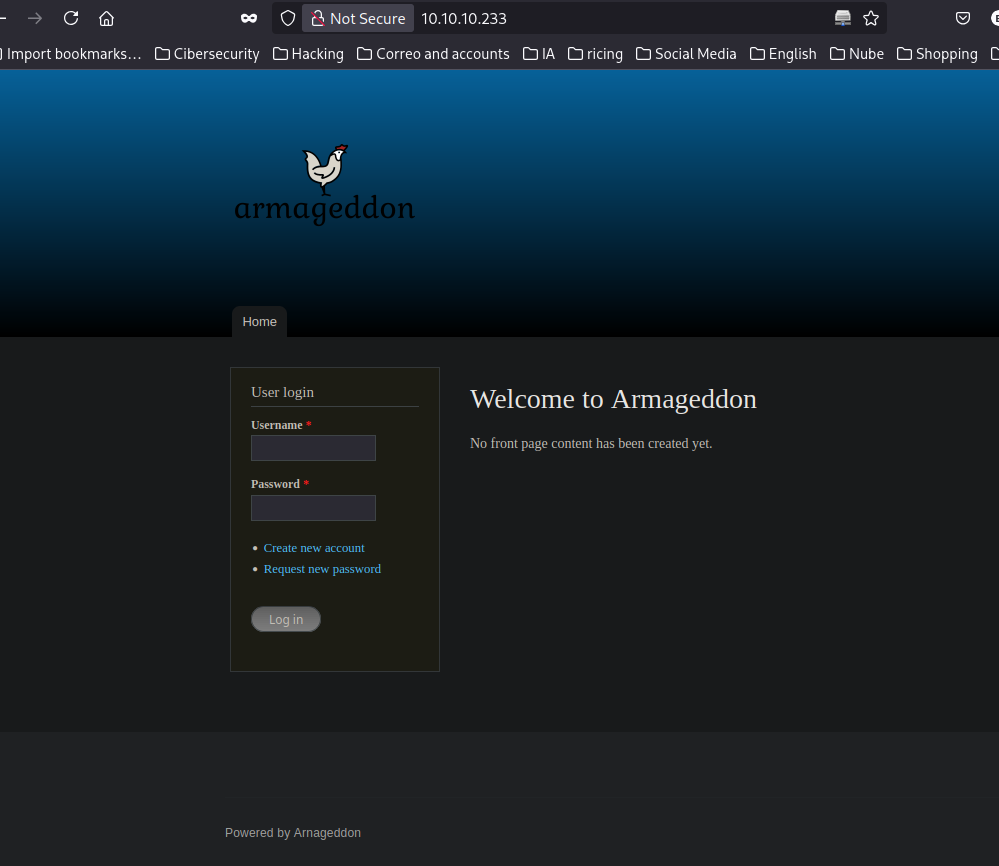 Not Secure 10.10.10.233
Import bookmarks... Cibersecurity Hacking Correo and accounts IA ricing Social Media English Nube Shopping
armageddon
Home
User login
Username *
Password *
Create new account
Request new password
Log in
Welcome to Armageddon
No front page content has been created yet.
Powered by Arnageddon